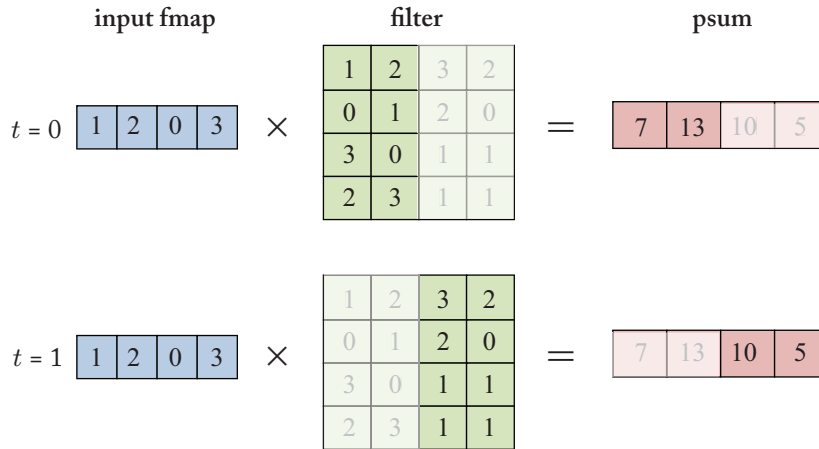 input fmap filter psum
1 2 3 2
t = 0 1 2 0 3 × 0 1 2 0 = 7 13 10 5
3 0 1 1
2 3 1 1
1 2 3 2
t = 1 1 2 0 3 × 0 1 2 0 = 7 13 10 5
3 0 1 1
2 3 1 1